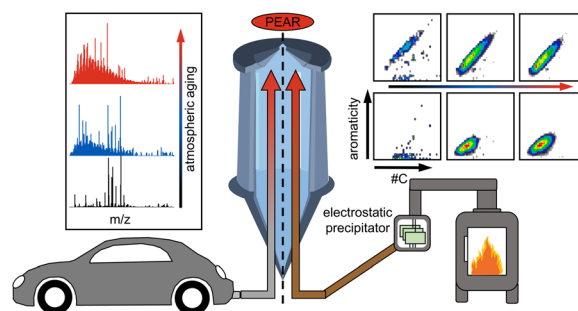 PEAR
atmospheric aging
m/z
aromaticity
#C
electrostatic
precipitator